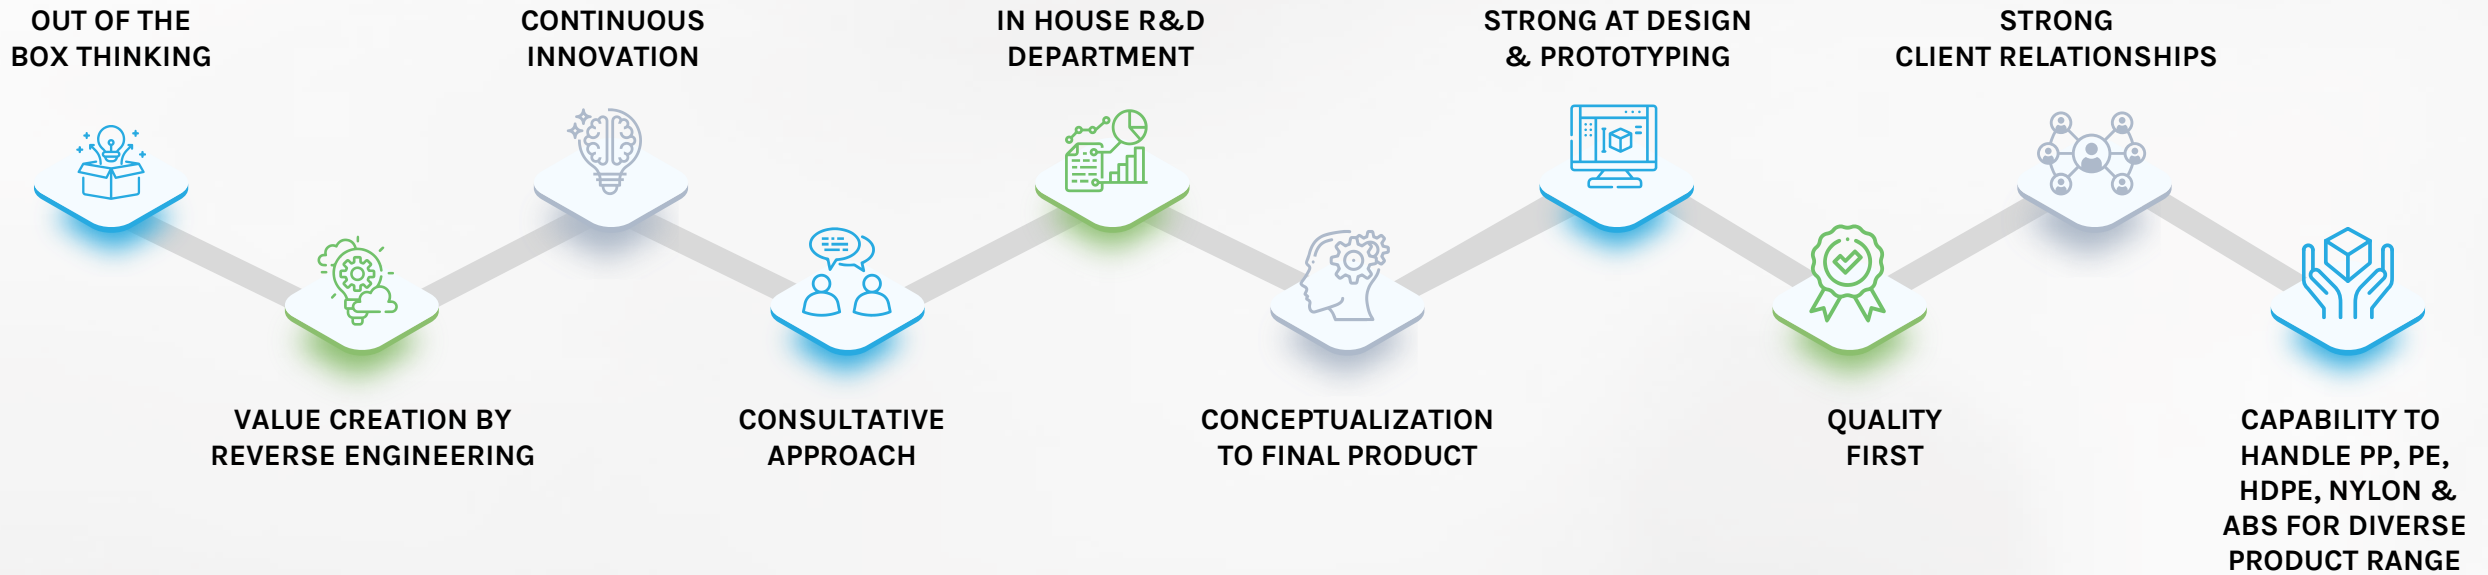 OUT OF THE
BOX THINKING
VALUE CREATION BY
REVERSE ENGINEERING
CONTINUOUS
INNOVATION
CONSULTATIVE
APPROACH
IN HOUSE R&D
DEPARTMENT
CONCEPTUALIZATION
TO FINAL PRODUCT
STRONG AT DESIGN
& PROTOTYPING
QUALITY
FIRST
STRONG
CLIENT RELATIONSHIPS
CAPABILITY TO
HANDLE PP, PE,
HDPE, NYLON &
ABS FOR DIVERSE
PRODUCT RANGE